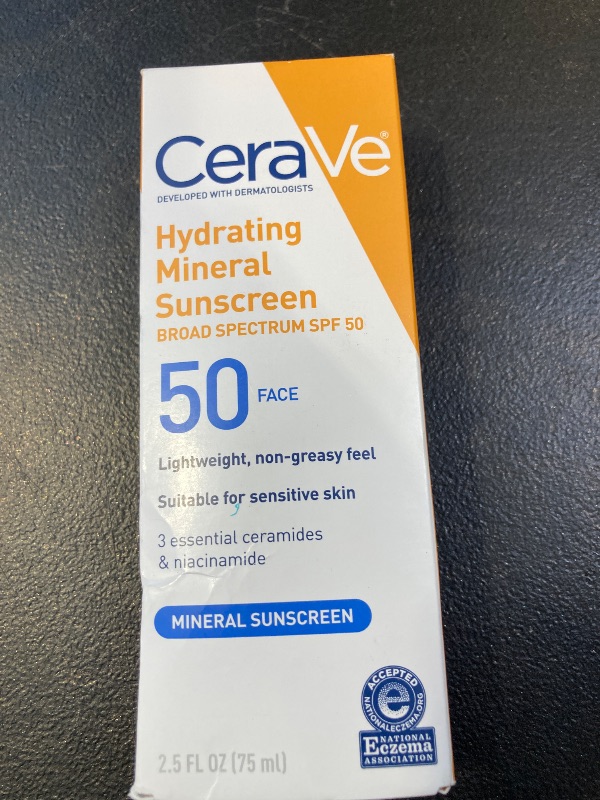 CeraVe®
DEVELOPED WITH DERMATOLOGISTS
Hydrating
Mineral
Sunscreen
BROAD SPECTRUM SPF 50
50 FACE
Lightweight, non-greasy feel
Suitable for sensitive skin
3 essential ceramides
& niacinamide
MINERAL SUNSCREEN
ACCEPTED
e
NATIONALECZEMA.ORG
NATIONAL
Eczema
ASSOCIATION
2.5 FL OZ (75 ml)